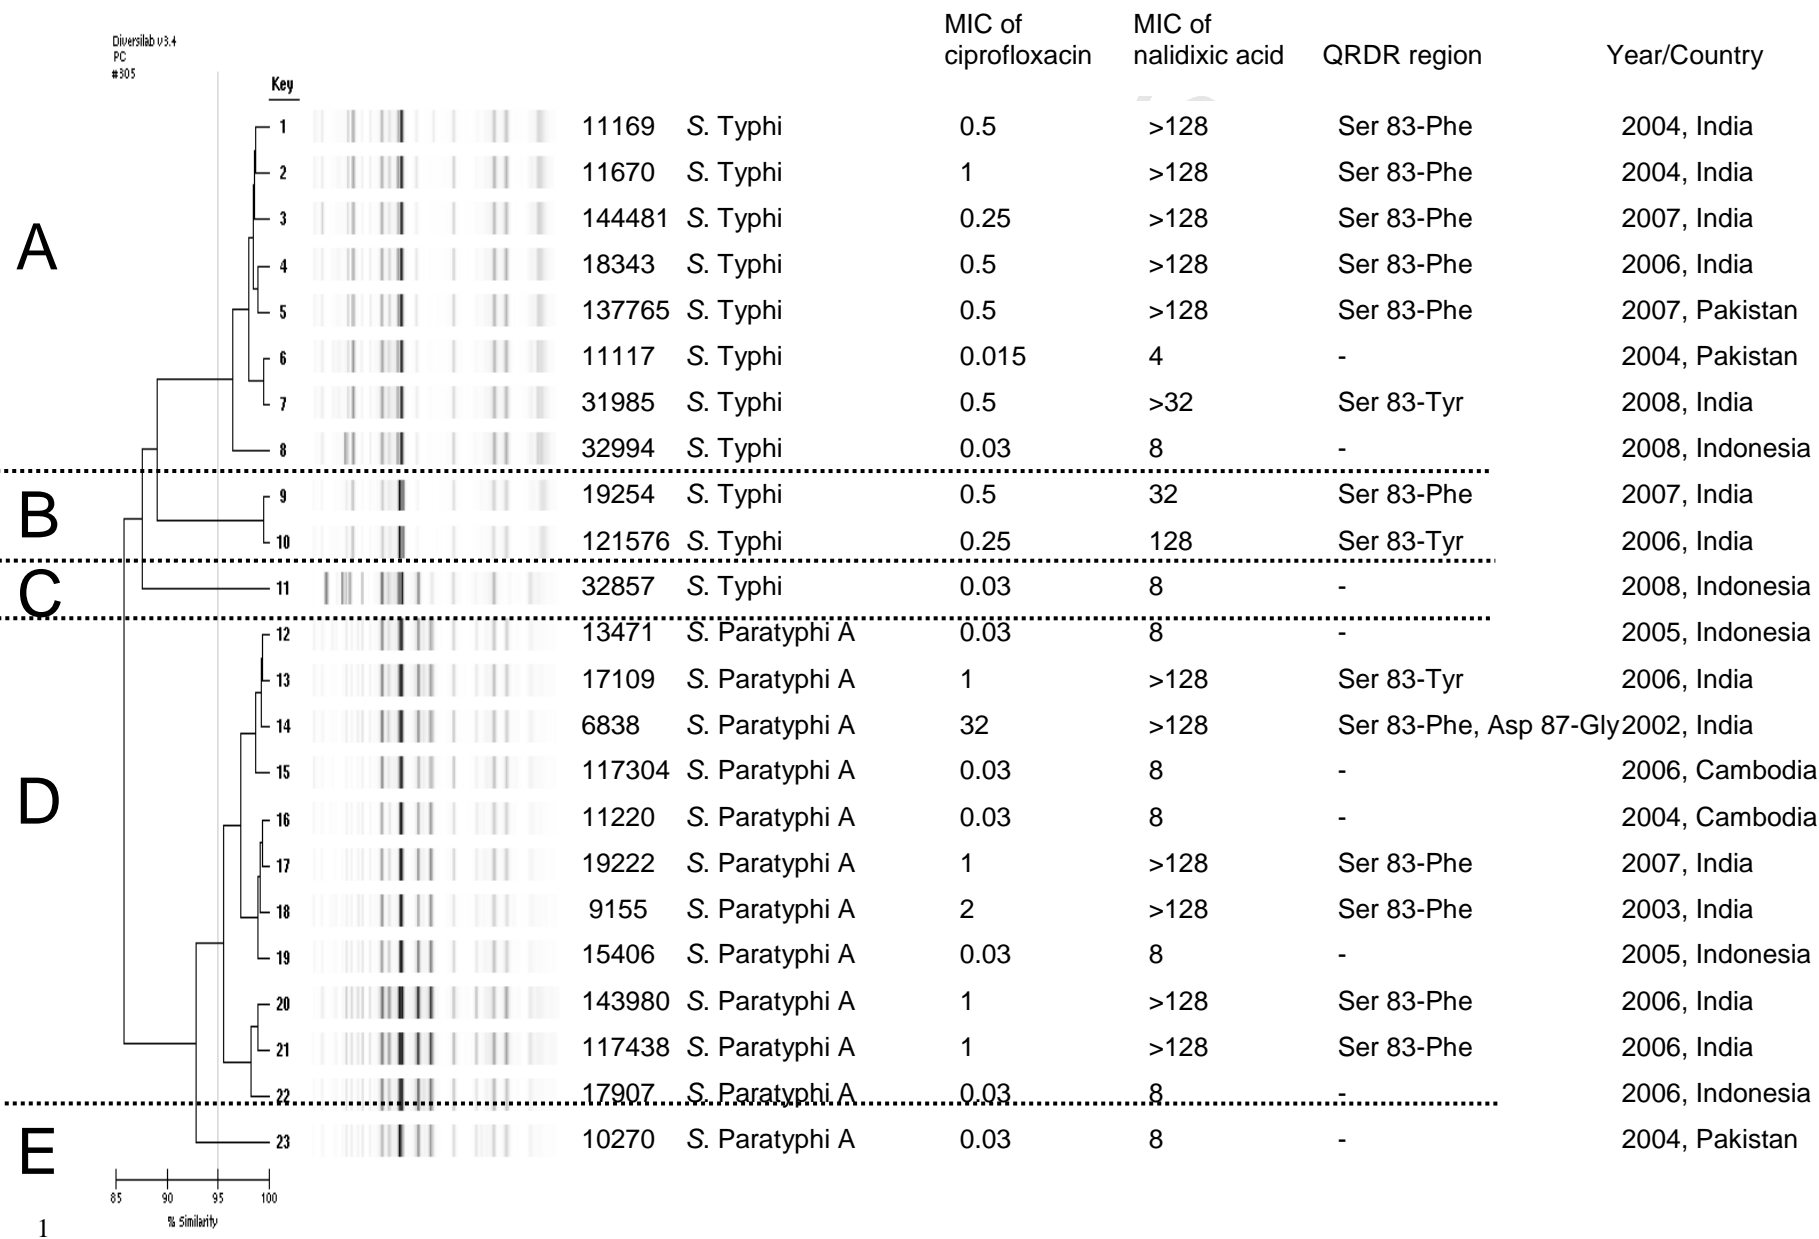 MIC of ciprofloxacin MIC of nalidixic acid QRDR region Year/Country
Diversilab v3.4
PC
#305
Key
1 11169 S. Typhi 0.5 >128 Ser 83-Phe 2004, India
2 11670 S. Typhi 1 >128 Ser 83-Phe 2004, India
3 144481 S. Typhi 0.25 >128 Ser 83-Phe 2007, India
A
4 18343 S. Typhi 0.5 >128 Ser 83-Phe 2006, India
5 137765 S. Typhi 0.5 >128 Ser 83-Phe 2007, Pakistan
6 11117 S. Typhi 0.015 4 - 2004, Pakistan
7 31985 S. Typhi 0.5 >32 Ser 83-Tyr 2008, India
8 32994 S. Typhi 0.03 8 - 2008, Indonesia
9 19254 S. Typhi 0.5 32 Ser 83-Phe 2007, India
B
10 121576 S. Typhi 0.25 128 Ser 83-Tyr 2006, India
C
11 32857 S. Typhi 0.03 8 - 2008, Indonesia
12 13471 S. Paratyphi A 0.03 8 - 2005, Indonesia
13 17109 S. Paratyphi A 1 >128 Ser 83-Tyr 2006, India
14 6838 S. Paratyphi A 32 >128 Ser 83-Phe, Asp 87-Gly 2002, India
15 117304 S. Paratyphi A 0.03 8 - 2006, Cambodia
D
16 11220 S. Paratyphi A 0.03 8 - 2004, Cambodia
17 19222 S. Paratyphi A 1 >128 Ser 83-Phe 2007, India
18 9155 S. Paratyphi A 2 >128 Ser 83-Phe 2003, India
19 15406 S. Paratyphi A 0.03 8 - 2005, Indonesia
20 143980 S. Paratyphi A 1 >128 Ser 83-Phe 2006, India
21 117438 S. Paratyphi A 1 >128 Ser 83-Phe 2006, India
22 17907 S. Paratyphi A 0.03 8 - 2006, Indonesia
E
23 10270 S. Paratyphi A 0.03 8 - 2004, Pakistan
85 90 95 100
% Similarity
1